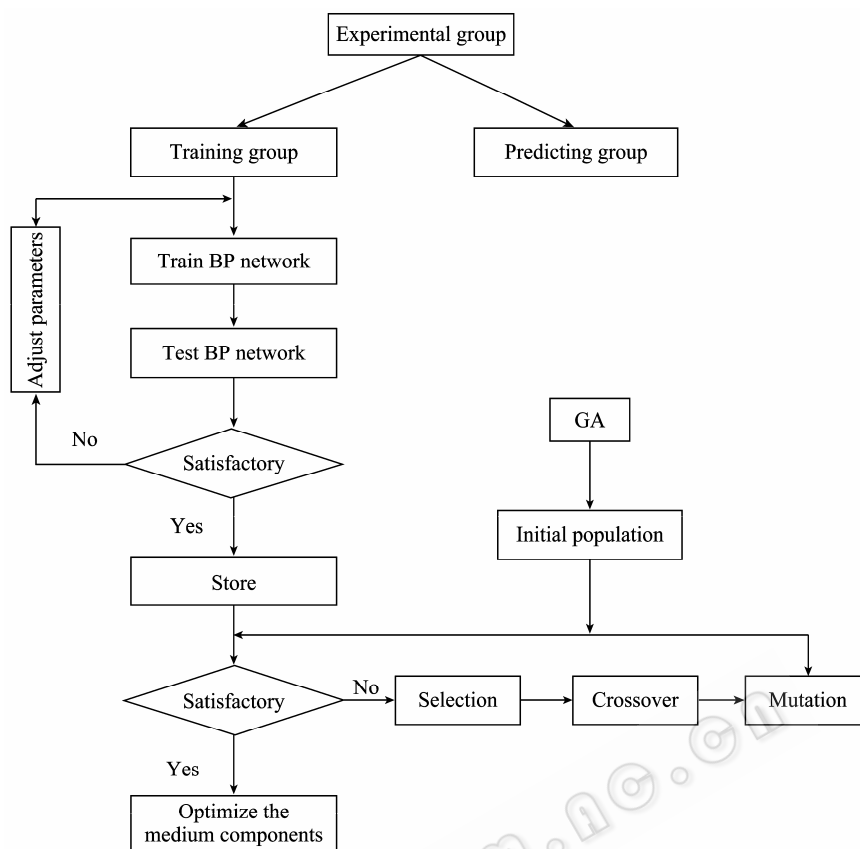 Experimental group
Training group
Predicting group
Adjust parameters
Train BP network
Test BP network
GA
No
Satisfactory
Yes
Initial population
Store
Satisfactory
No
Selection
Crossover
Mutation
Yes
Optimize the
medium components